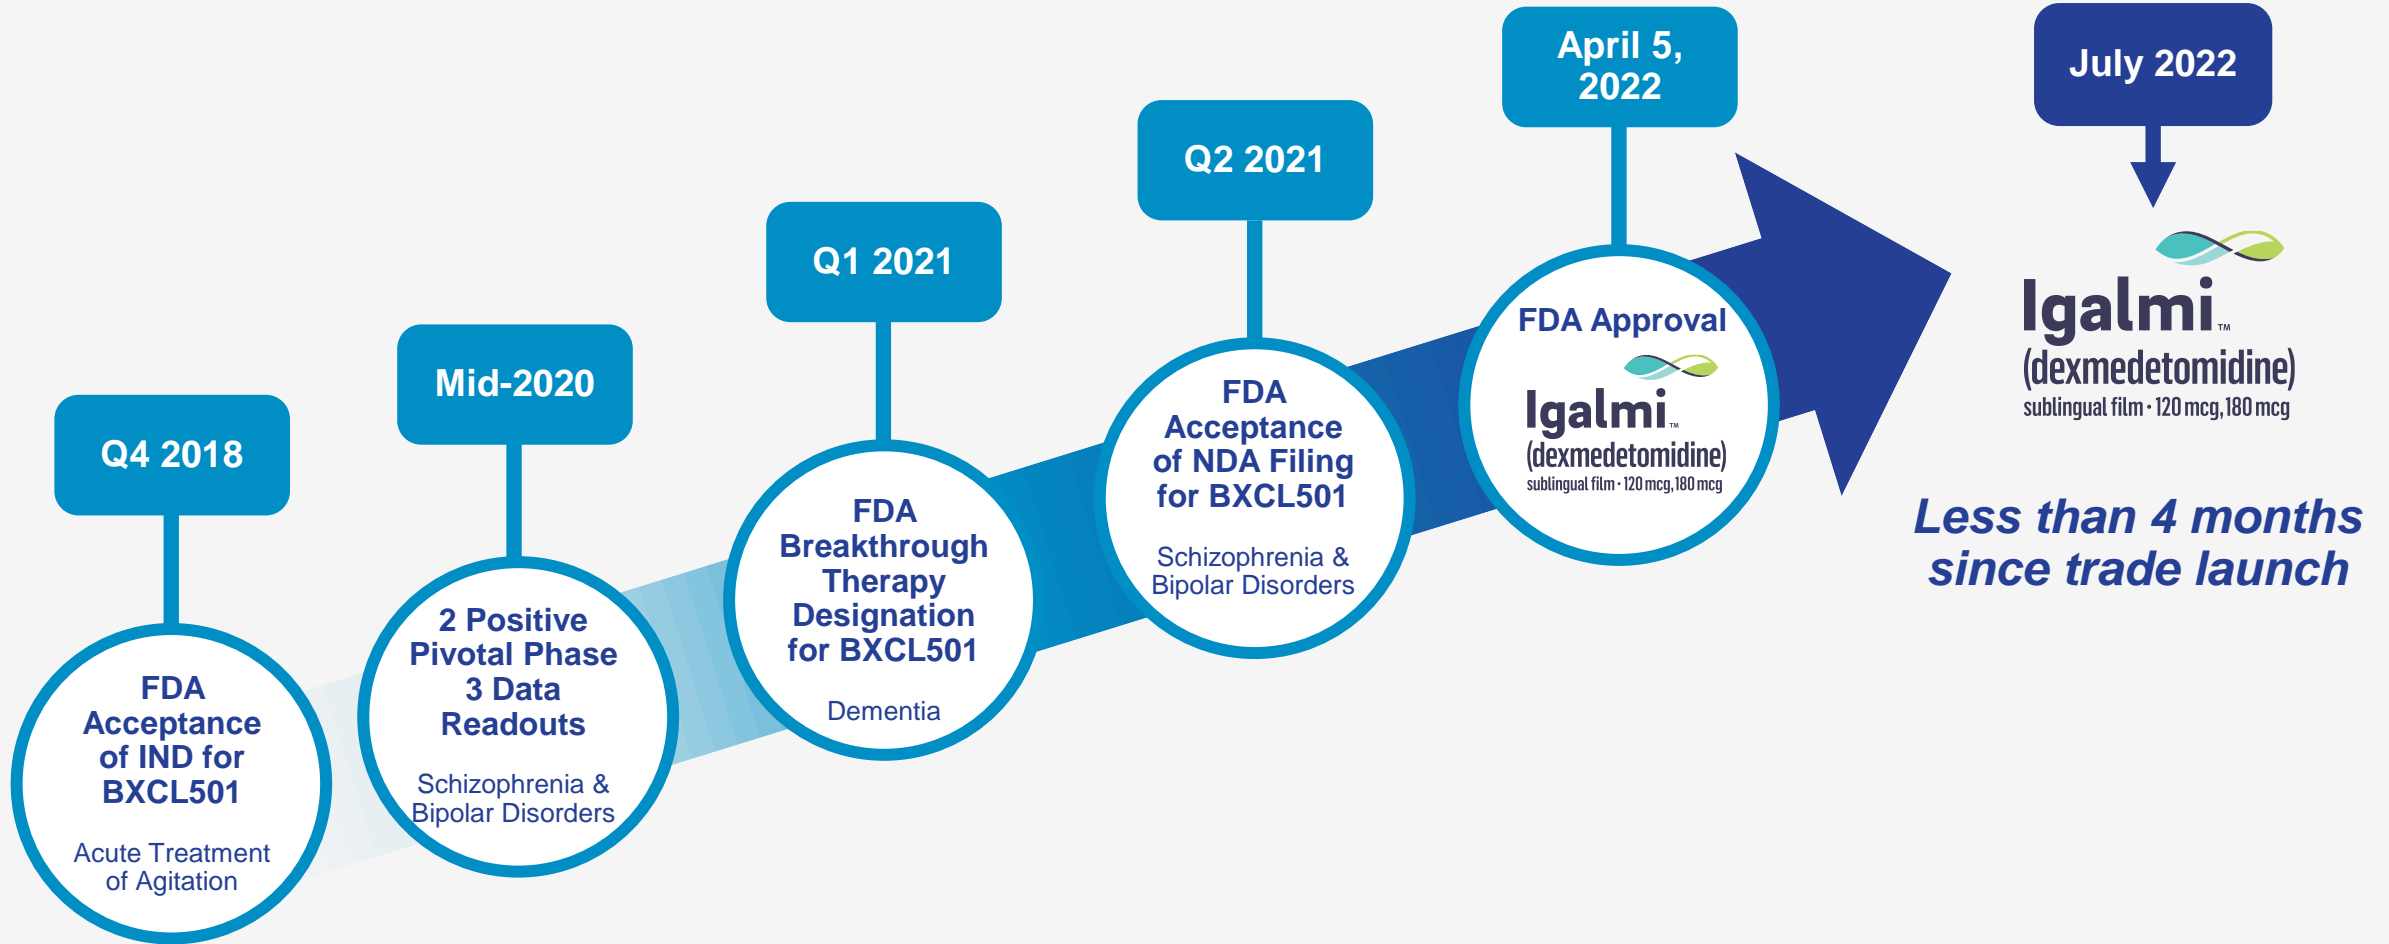 Q4 2018
FDA
Acceptance
of IND for
BXCL501
Acute Treatment
of Agitation
Mid-2020
2 Positive
Pivotal Phase
3 Data
Readouts
Schizophrenia &
Bipolar Disorders
Q1 2021
FDA
Breakthrough
Therapy
Designation
for BXCL501
Dementia
Q2 2021
FDA
Acceptance
of NDA Filing
for BXCL501
Schizophrenia &
Bipolar Disorders
April 5,
2022
FDA Approval
Igalmi™
(dexmedetomidine)
sublingual film · 120 mcg, 180 mcg
July 2022
Igalmi™
(dexmedetomidine)
sublingual film · 120 mcg, 180 mcg
Less than 4 months
since trade launch